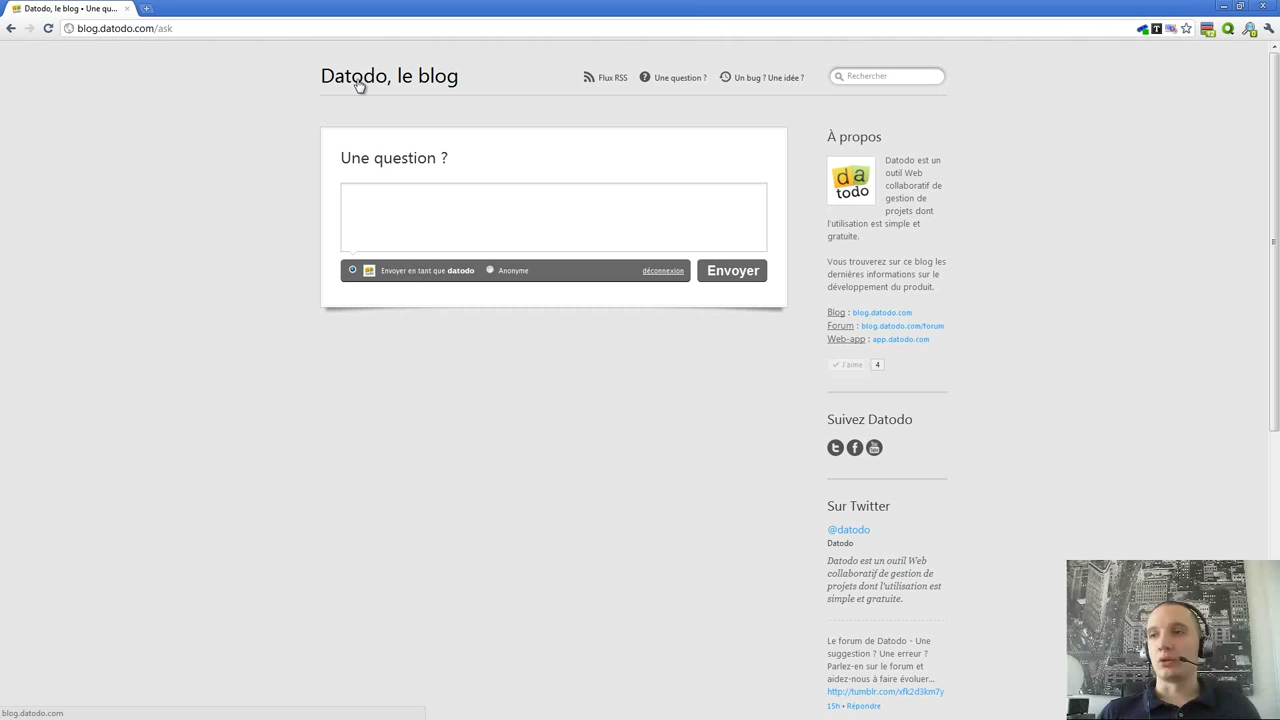 Datodo, le blog • Une qu...
blog.datodo.com/ask
Datodo, le blog
Flux RSS
Une question ?
Un bug ? Une idée ?
Rechercher
Une question ?
Envoyer en tant que datodo
Anonyme
déconnexion
Envoyer
À propos
da
todo
Datodo est un
outil Web
collaboratif de
gestion de
projets dont
l'utilisation est simple et
gratuite.
Vous trouverez sur ce blog les
dernières informations sur le
développement du produit.
Blog : blog.datodo.com
Forum : blog.datodo.com/forum
Web-app : app.datodo.com
J'aime
4
Suivez Datodo
Sur Twitter
@datodo
Datodo
Datodo est un outil Web
collaboratif de gestion de
projets dont l'utilisation est
simple et gratuite.
Le forum de Datodo - Une
suggestion ? Une erreur ?
Parlez-en sur le forum et
aidez-nous à faire évoluer...
http://tumblr.com/xfk2d3km7y
15h • Répondre
blog.datodo.com